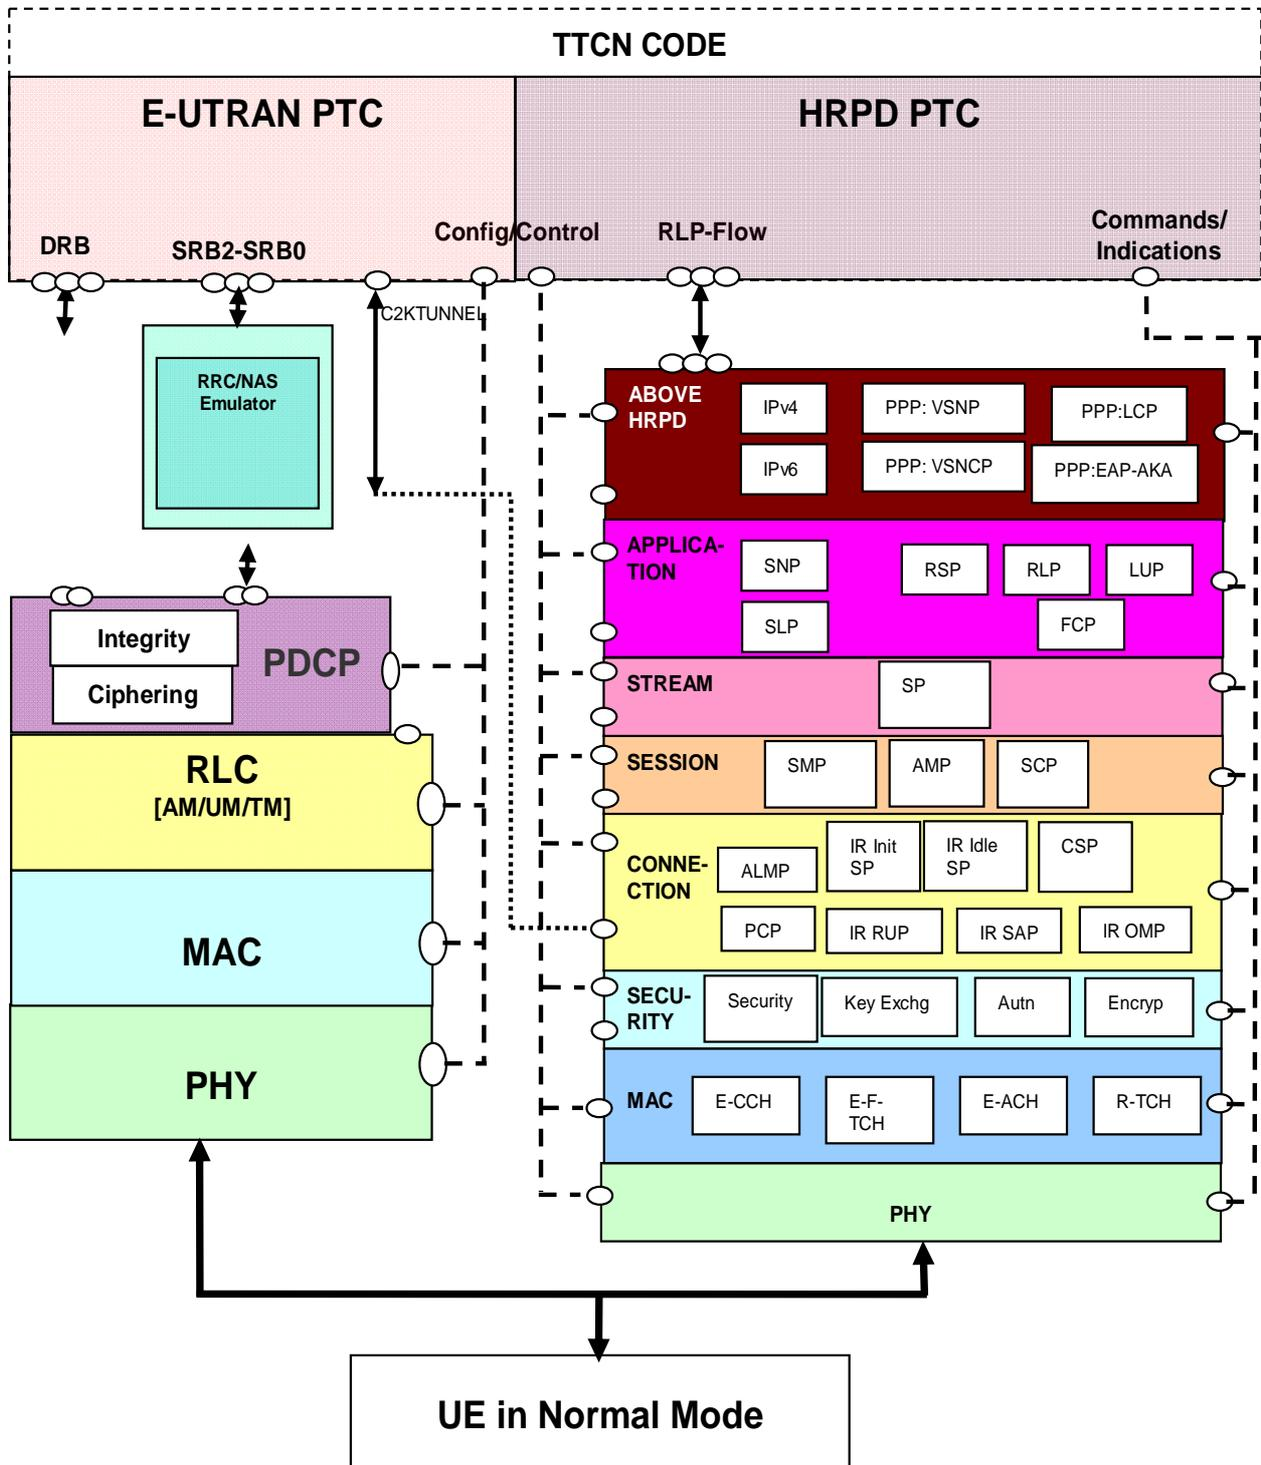 TTCN CODE
E-UTRAN PTC
HRPD PTC
DRB
SRB2-SRB0
Config/Control
RLP-Flow
Commands/
Indications
C2KTUNNEL
RRC/NAS
Emulator
ABOVE
HRPD
IPv4
PPP: VSNP
PPP:LCP
IPv6
PPP: VSNCP
PPP:EAP-AKA
APPLICA-
TION
SNP
RSP
RLP
LUP
SLP
FCP
Integrity
Ciphering
PDCP
STREAM
SP
RLC
[AM/UM/TM]
SESSION
SMP
AMP
SCP
CONNE-
CTION
ALMP
IR Init
SP
IR Idle
SP
CSP
PCP
IR RUP
IR SAP
IR OMP
MAC
SECU-
RITY
Security
Key Exchg
Autn
Encryp
PHY
MAC
E-CCH
E-F-
TCH
E-ACH
R-TCH
PHY
UE in Normal Mode